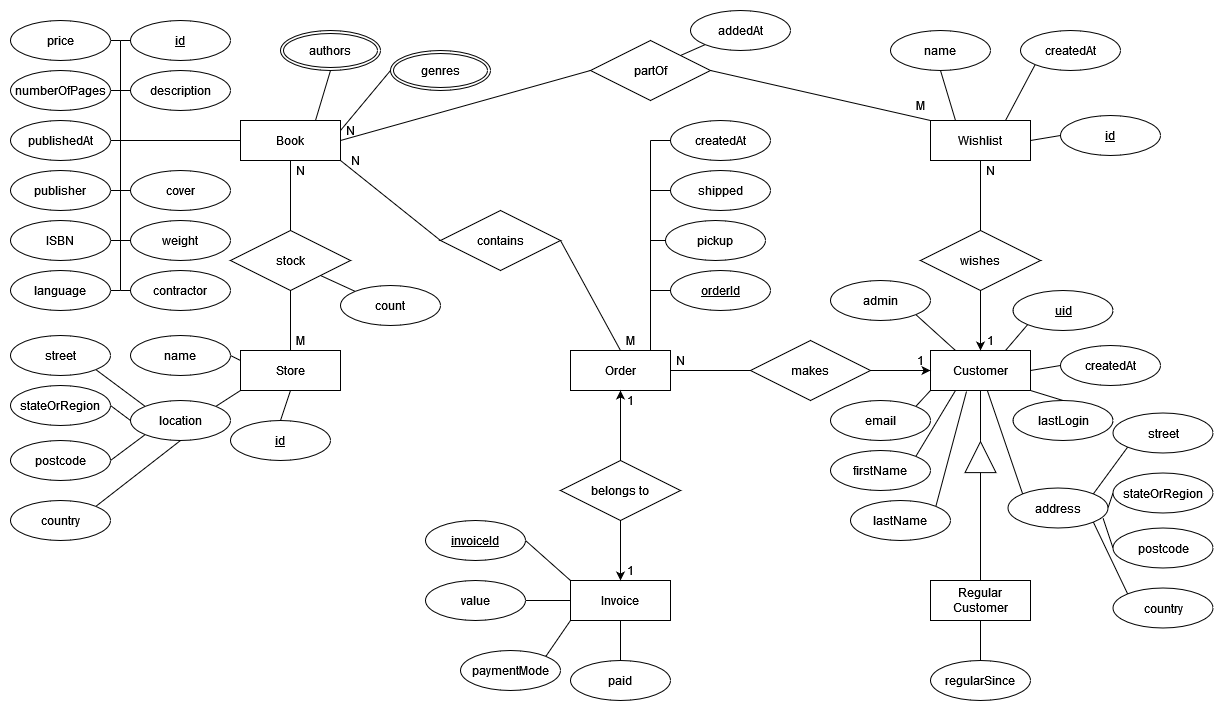 price
id
authors
genres
addedAt
partOf
name
createdAt
numberOfPages
description
M
publishedAt
Book
N
createdAt
Wishlist
id
N
N
N
publisher
cover
shipped
ISBN
weight
contains
pickup
stock
wishes
language
contractor
count
orderId
admin
uid
street
name
M
M
1
Store
Order
N
makes
1
Customer
createdAt
stateOrRegion
location
1
email
lastLogin
street
id
postcode
firstName
belongs to
stateOrRegion
country
lastName
address
invoiceId
postcode
1
value
Invoice
Regular
Customer
country
paymentMode
paid
regularSince